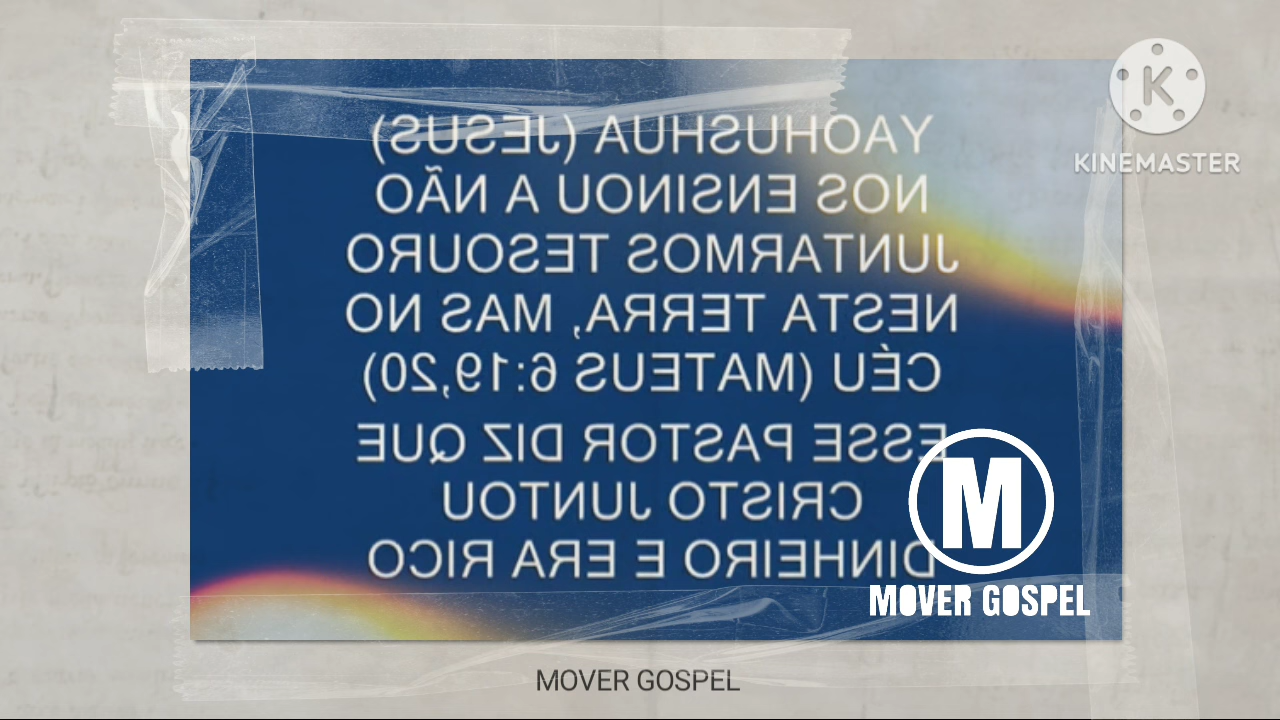 YAOHUSHUA (JESUS)
NOS ENSINOU A NÃO
JUNTARMOS TESOURO
NESTA TERRA, MAS NO
CÉU (MATEUS 6:19,20)
ESSE PASTOR DIZ QUE
CRISTO JUNTOU
DINHEIRO E ERA RICO
K
KINEMASTER
M
MOVER GOSPEL
MOVER GOSPEL